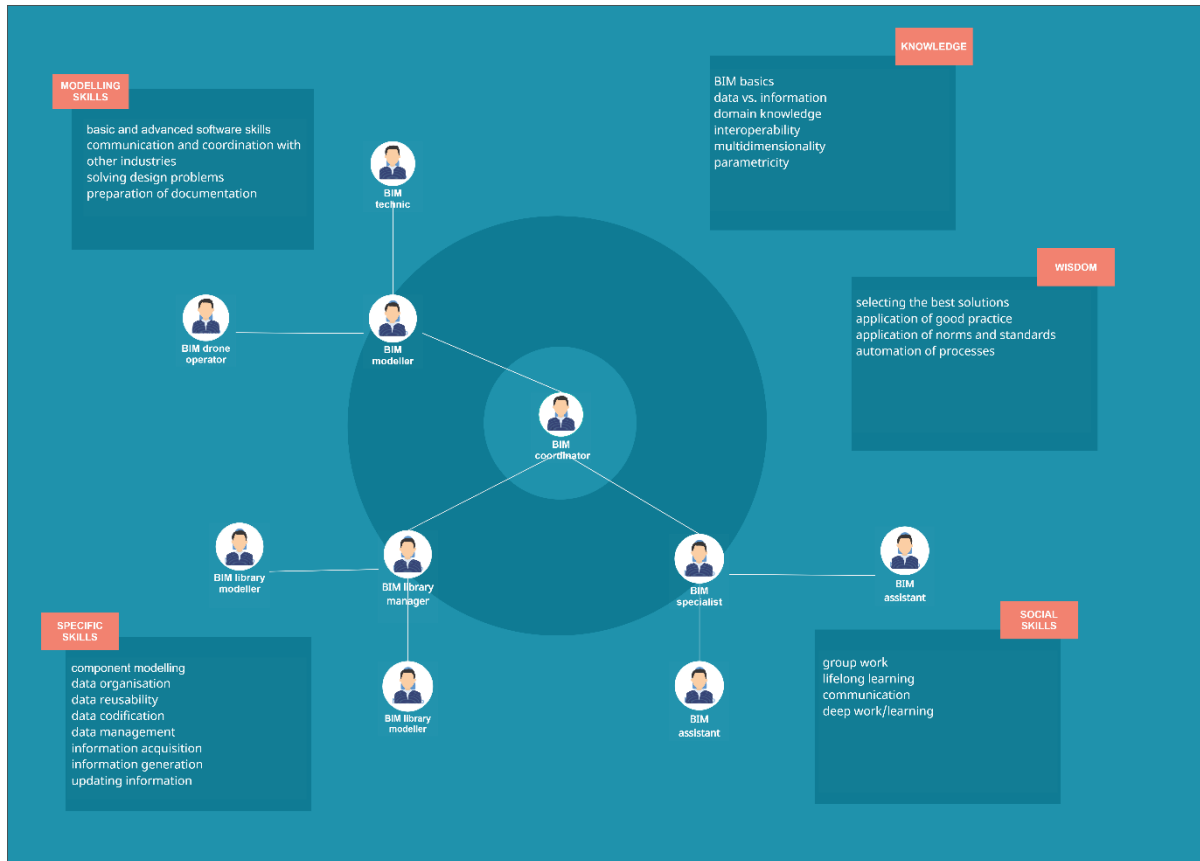 KNOWLEDGE
BIM basics
data vs. information
domain knowledge
interoperability
multidimensionality
parametricity
MODELLING
SKILLS
basic and advanced software skills
communication and coordination with
other industries
solving design problems
preparation of documentation
BIM
technic
WISDOM
selecting the best solutions
application of good practice
application of norms and standards
automation of processes
BIM drone
operator
BIM
modeller
BIM
coordinator
BIM library
modeller
BIM library
manager
BIM
specialist
BIM
assistant
SPECIFIC
SKILLS
component modelling
data organisation
data reusability
data codification
data management
information acquisition
information generation
updating information
BIM library
modeller
BIM
assistant
SOCIAL
SKILLS
group work
lifelong learning
communication
deep work/learning